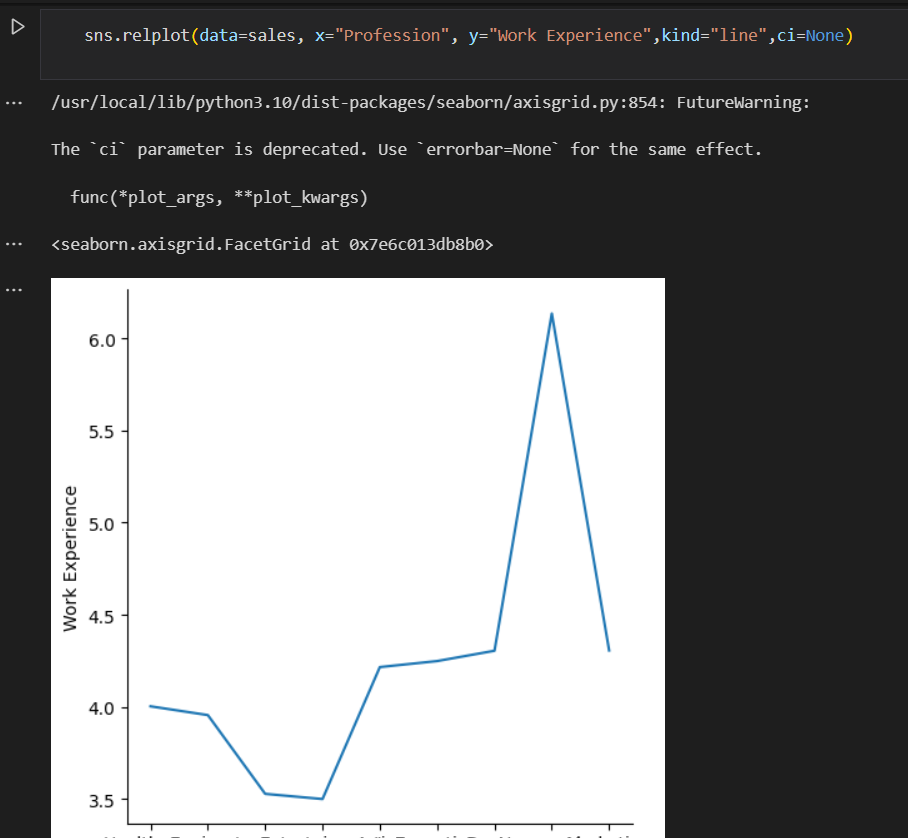 sns.relplot(data=sales, x="Profession", y="Work Experience",kind="line",ci=None)
/usr/local/lib/python3.10/dist-packages/seaborn/axisgrid.py:854: FutureWarning:
The `ci` parameter is deprecated. Use `errorbar=None` for the same effect.
func(*plot_args, **plot_kwargs)
<seaborn.axisgrid.FacetGrid at 0x7e6c013db8b0>
6.0
5.5
5.0
4.5
4.0
3.5
Work Experience